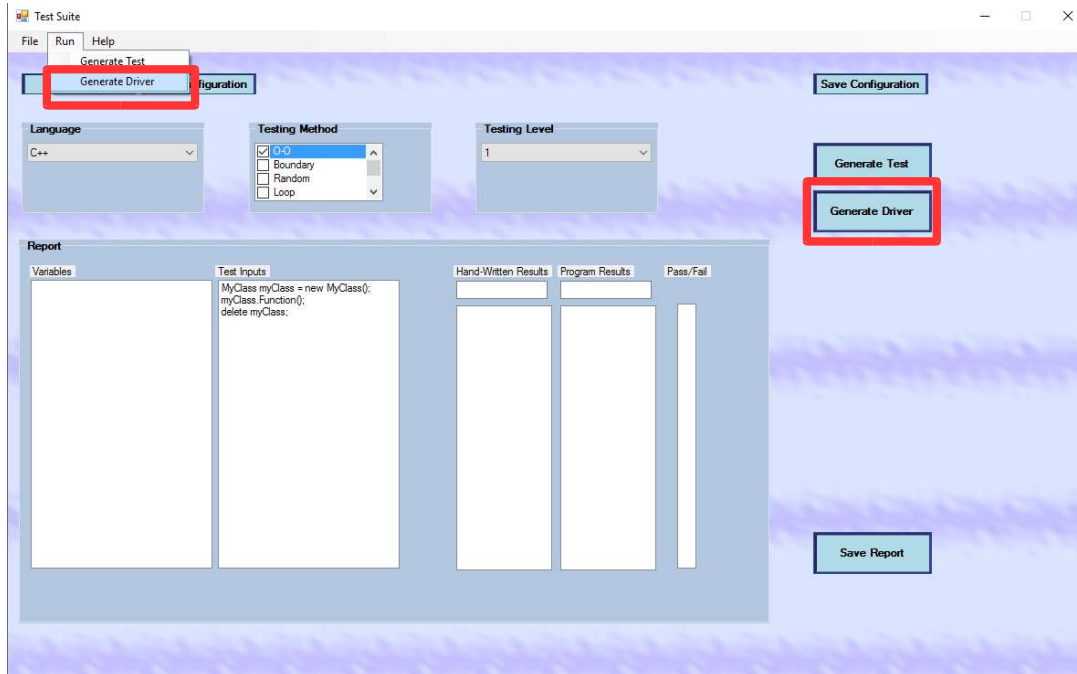 Test Suite
File Run Help
Generate Test
Generate Driver
figuration
Save Configuration
Language
Testing Method
Testing Level
C++
O-O
Boundary
Random
Loop
1
Generate Test
Generate Driver
Report
Variables
Test Inputs
Hand-Written Results
Program Results
Pass/Fail
MyClass myClass = new MyClass();
myClass.Function();
delete myClass;
Save Report